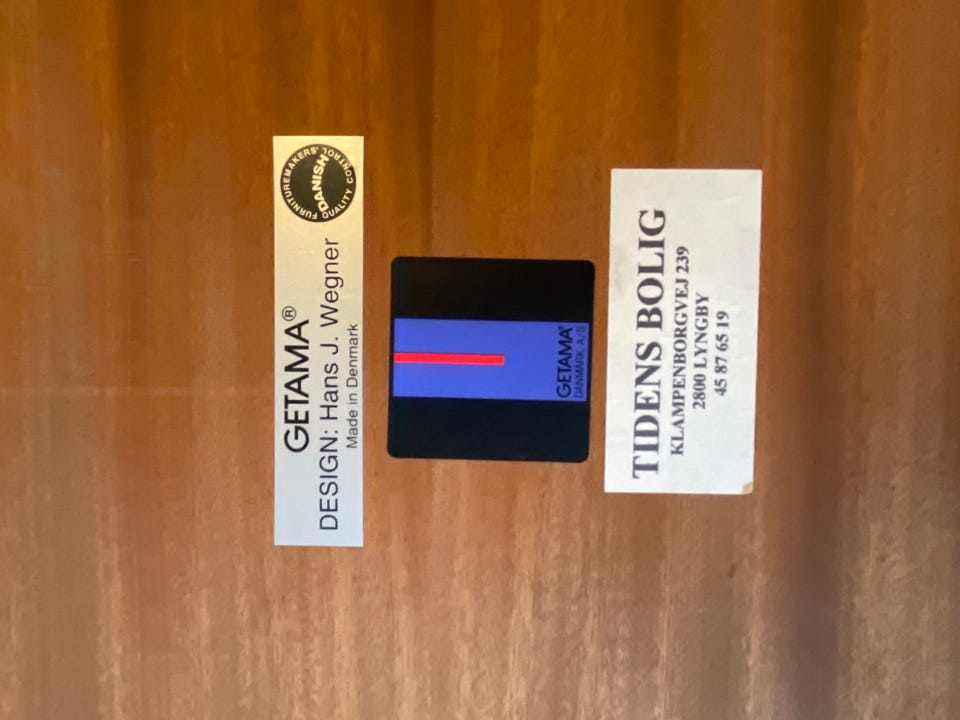 GETAMA®
DESIGN: Hans J. Wegner
Made in Denmark
FURNITUREMAKERS'
DANISH
QUALITY CONTROL
GETAMA®
DANMARK A/S
TIDENS BOLIG
KLAMPENBORGVEJ 239
2800 LYNGBY
45 87 65 19